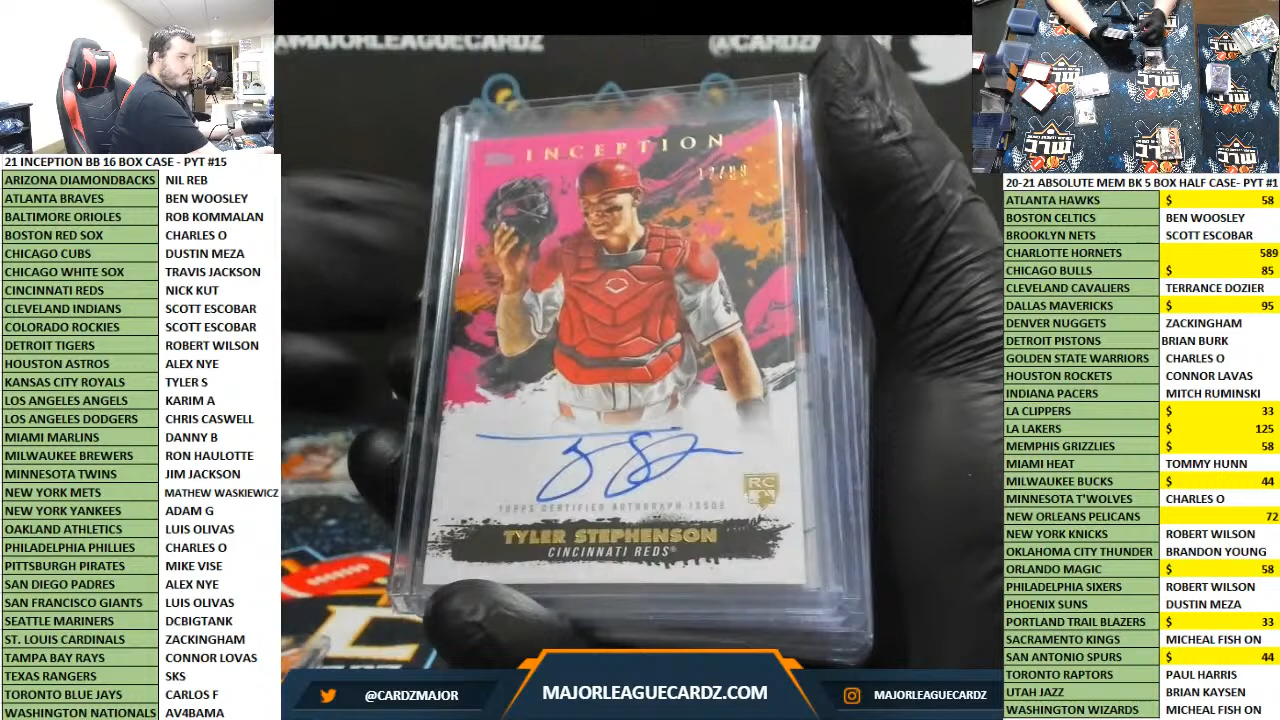 @MAJORLEAGUECARDZ
INCEPTION
12/99
TOPPS CERTIFIED AUTOGRAPH ISSUE
RC
TYLER STEPHENSON
CINCINNATI REDS®
@CARDZMAJOR
MAJORLEAGUECARDZ.COM
MAJORLEAGUECARDZ
21 INCEPTION BB 16 BOX CASE - PYT #15
ARIZONA DIAMONDBACKS NIL REB
ATLANTA BRAVES BEN WOOSLEY
BALTIMORE ORIOLES ROB KOMMALAN
BOSTON RED SOX CHARLES O
CHICAGO CUBS DUSTIN MEZA
CHICAGO WHITE SOX TRAVIS JACKSON
CINCINNATI REDS NICK KUT
CLEVELAND INDIANS SCOTT ESCOBAR
COLORADO ROCKIES SCOTT ESCOBAR
DETROIT TIGERS ROBERT WILSON
HOUSTON ASTROS ALEX NYE
KANSAS CITY ROYALS TYLER S
LOS ANGELES ANGELS KARIM A
LOS ANGELES DODGERS CHRIS CASWELL
MIAMI MARLINS DANNY B
MILWAUKEE BREWERS RON HAULOTTE
MINNESOTA TWINS JIM JACKSON
NEW YORK METS MATHEW WASKIEWICZ
NEW YORK YANKEES ADAM G
OAKLAND ATHLETICS LUIS OLIVAS
PHILADELPHIA PHILLIES CHARLES O
PITTSBURGH PIRATES MIKE VISE
SAN DIEGO PADRES ALEX NYE
SAN FRANCISCO GIANTS LUIS OLIVAS
SEATTLE MARINERS DCBIGTANK
ST. LOUIS CARDINALS ZACKINGHAM
TAMPA BAY RAYS CONNOR LOVAS
TEXAS RANGERS SKS
TORONTO BLUE JAYS CARLOS F
WASHINGTON NATIONALS AV4BAMA
20-21 ABSOLUTE MEM BK 5 BOX HALF CASE- PYT #1
ATLANTA HAWKS $ 58
BOSTON CELTICS BEN WOOSLEY
BROOKLYN NETS SCOTT ESCOBAR
CHARLOTTE HORNETS 589
CHICAGO BULLS $ 85
CLEVELAND CAVALIERS TERRANCE DOZIER
DALLAS MAVERICKS $ 95
DENVER NUGGETS ZACKINGHAM
DETROIT PISTONS BRIAN BURK
GOLDEN STATE WARRIORS CHARLES O
HOUSTON ROCKETS CONNOR LAVAS
INDIANA PACERS MITCH RUMINSKI
LA CLIPPERS $ 33
LA LAKERS $ 125
MEMPHIS GRIZZLIES $ 58
MIAMI HEAT TOMMY HUNN
MILWAUKEE BUCKS $ 44
MINNESOTA T'WOLVES CHARLES O
NEW ORLEANS PELICANS 72
NEW YORK KNICKS ROBERT WILSON
OKLAHOMA CITY THUNDER BRANDON YOUNG
ORLANDO MAGIC $ 58
PHILADELPHIA SIXERS ROBERT WILSON
PHOENIX SUNS DUSTIN MEZA
PORTLAND TRAIL BLAZERS $ 33
SACRAMENTO KINGS MICHEAL FISH ON
SAN ANTONIO SPURS $ 44
TORONTO RAPTORS PAUL HARRIS
UTAH JAZZ BRIAN KAYSEN
WASHINGTON WIZARDS MICHEAL FISH ON